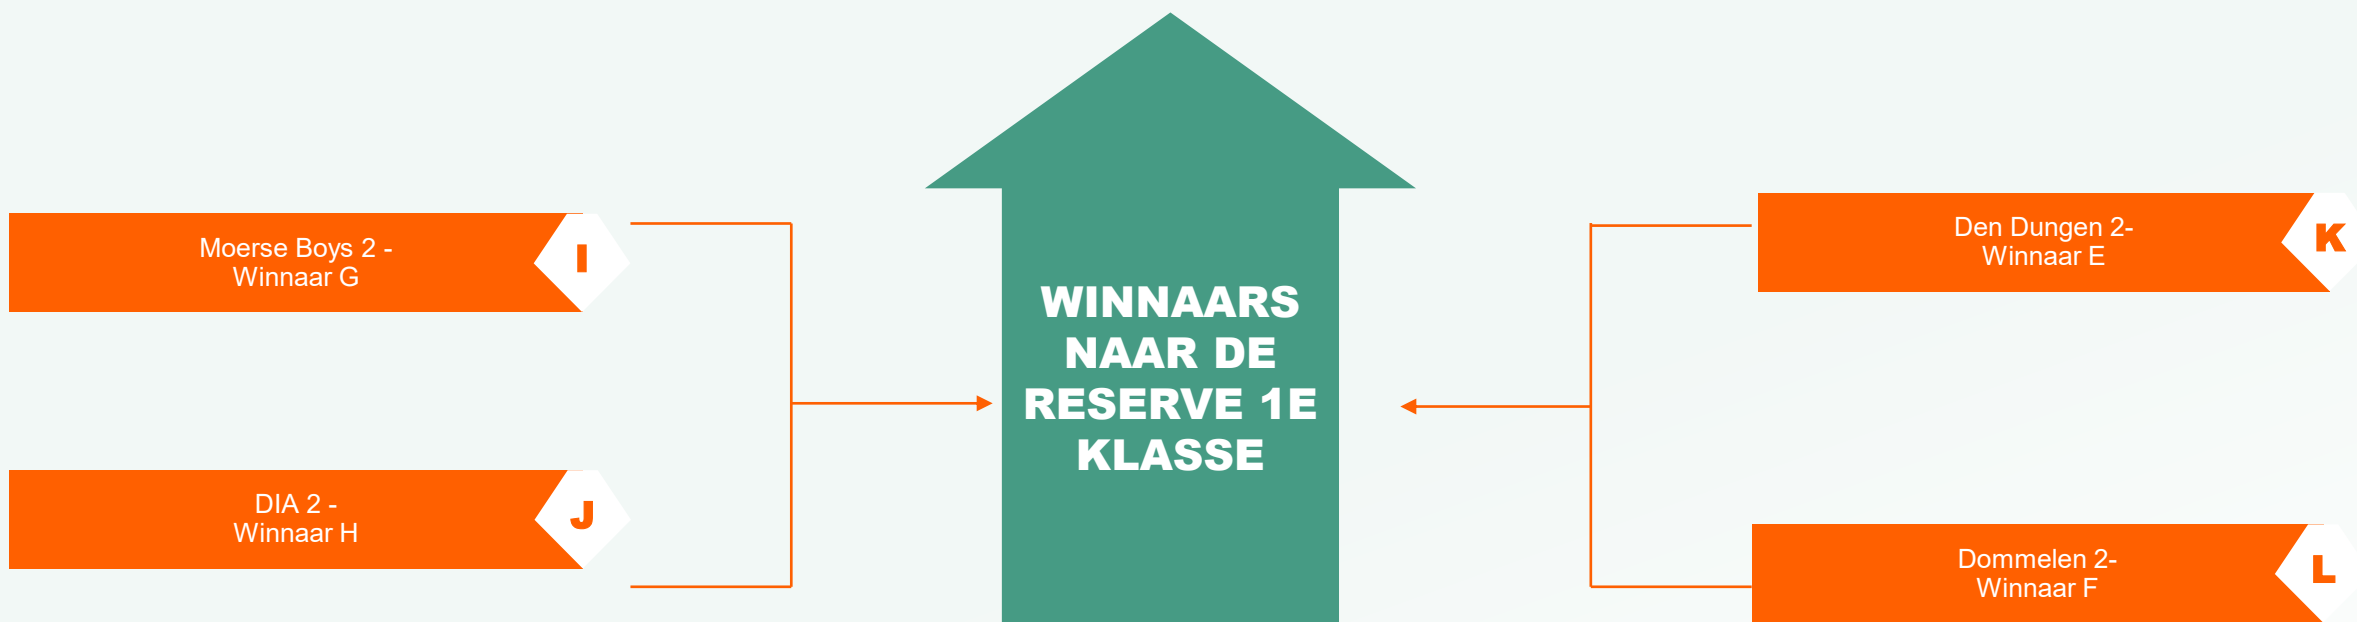 Moerse Boys 2 -
Winnaar G
I
DIA 2 -
Winnaar H
J
WINNAARS
NAAR DE
RESERVE 1E
KLASSE
Den Dungen 2-
Winnaar E
K
Dommelen 2-
Winnaar F
L